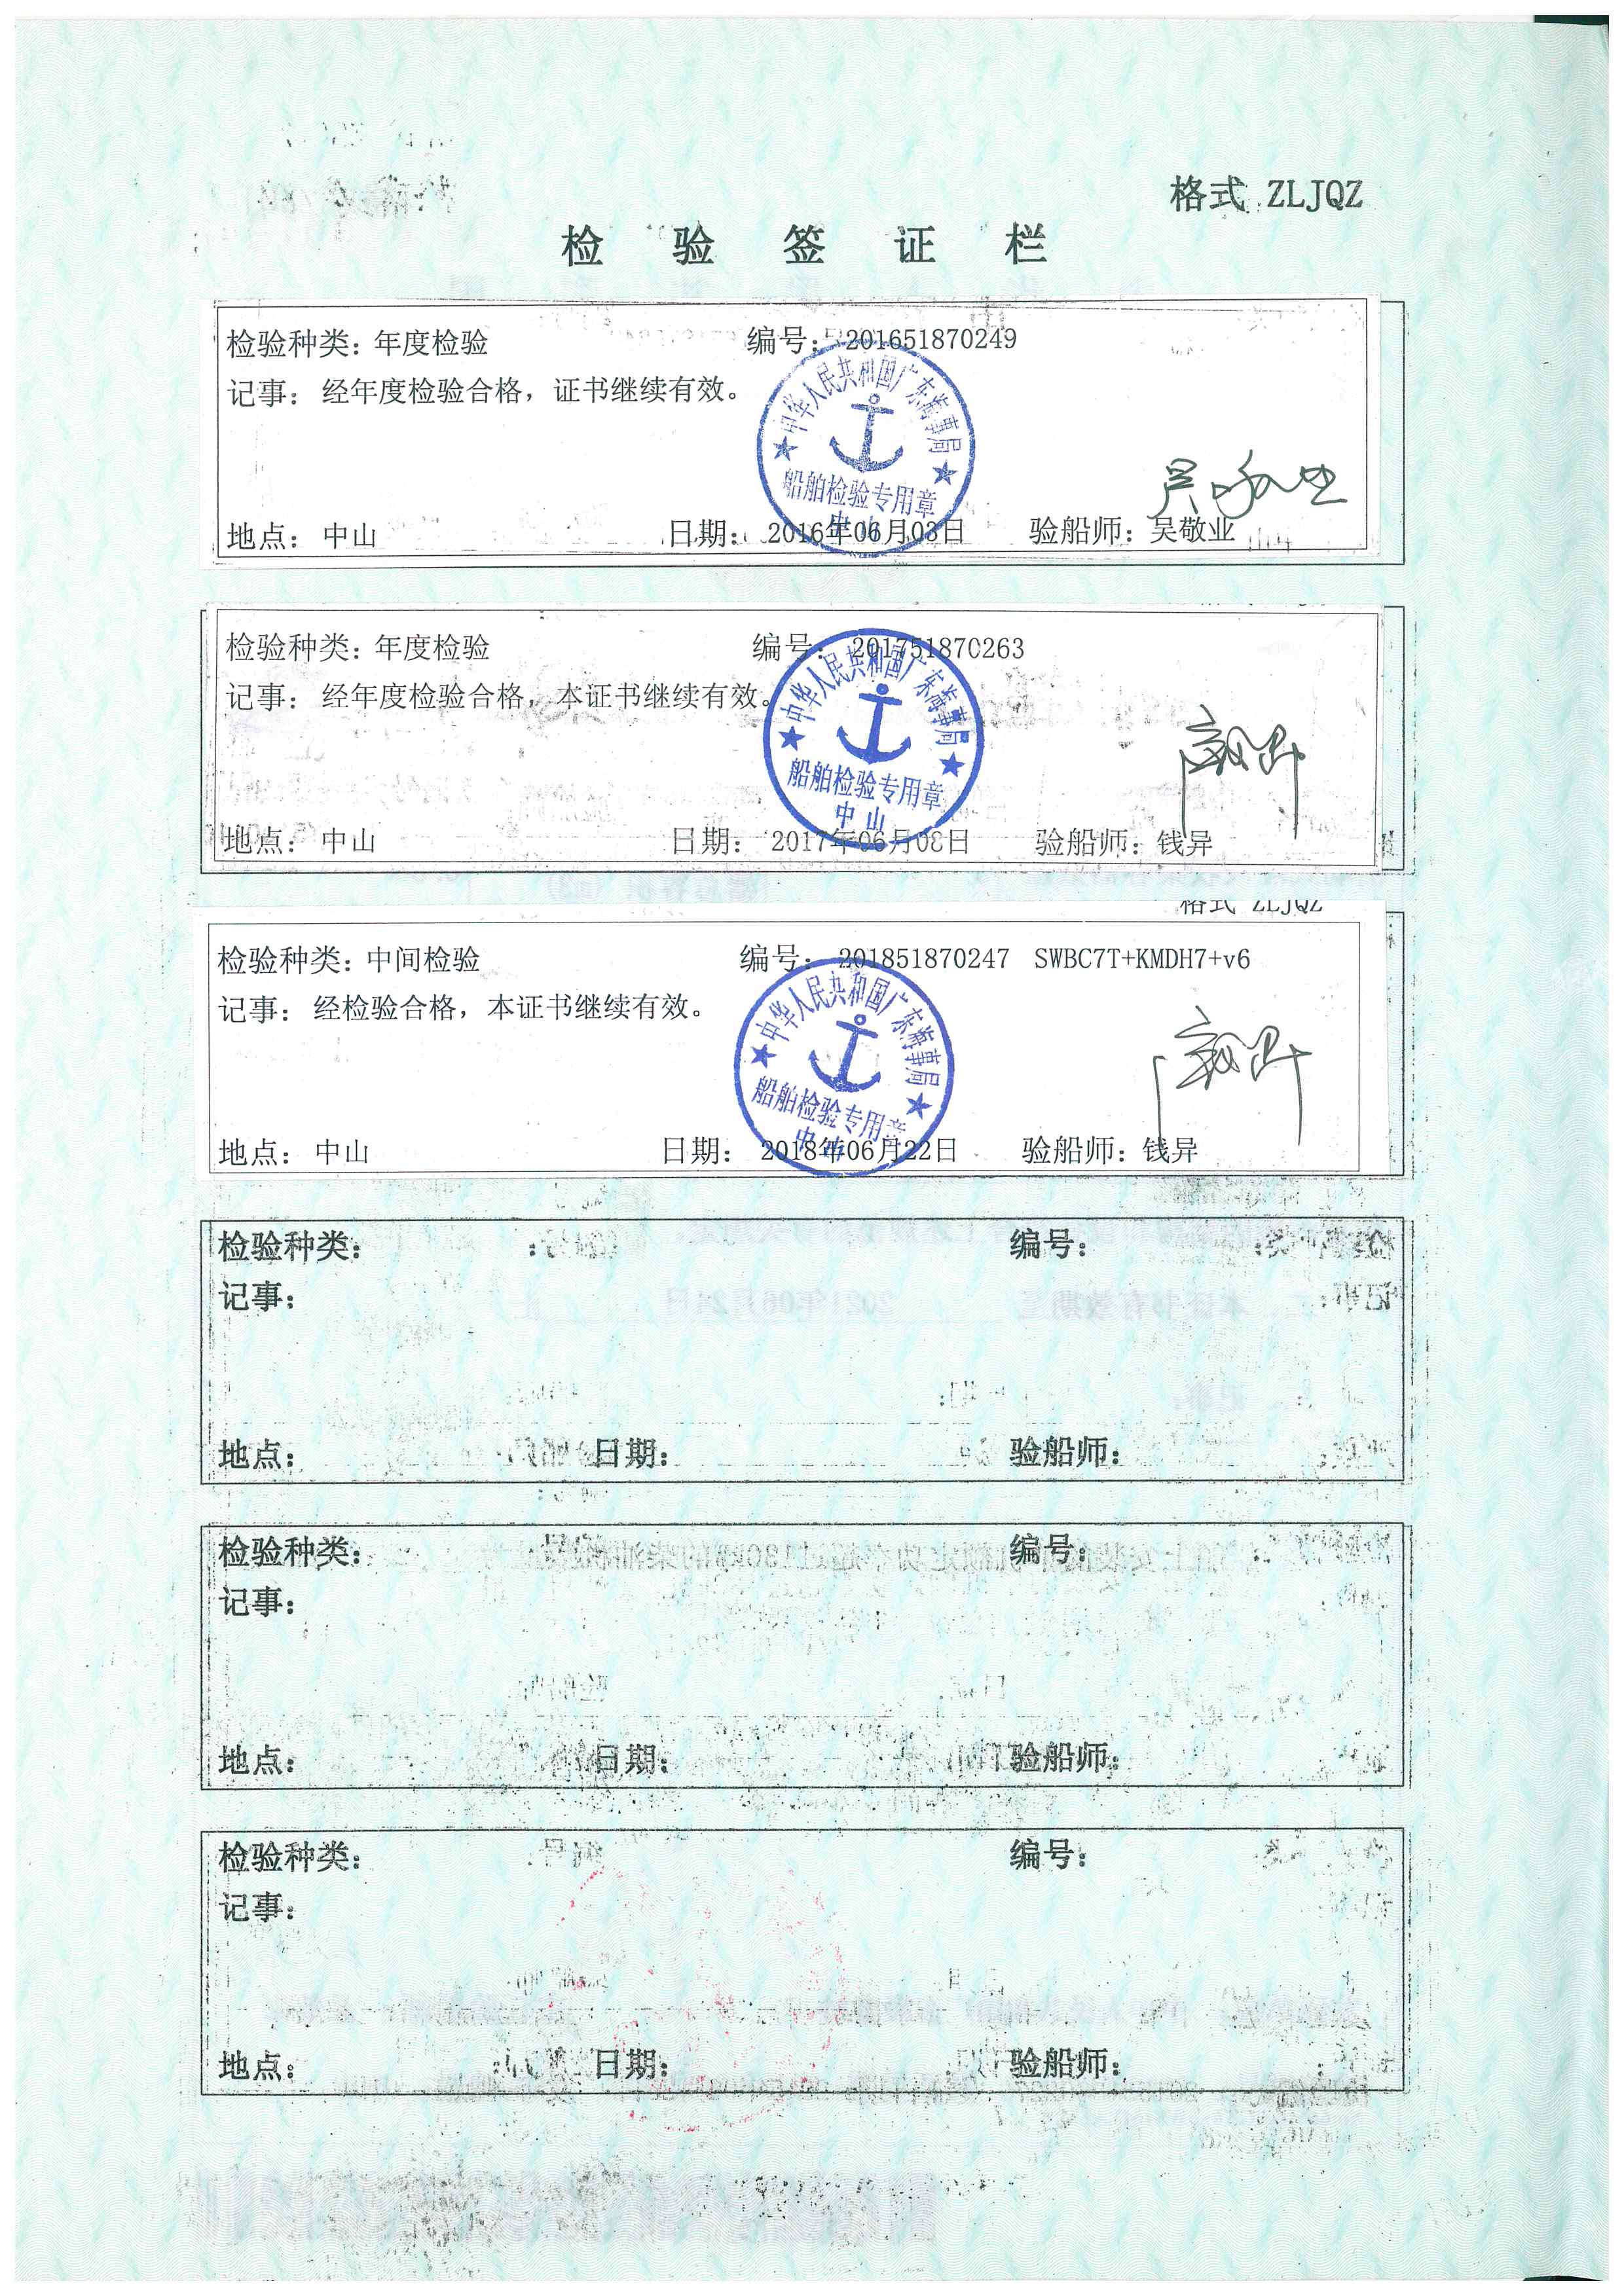 格式 ZLJQZ
检验签证栏
检验种类：年度检验 编号：201651870249
记事：经年度检验合格，证书继续有效。
中华人民共和国广东海事局
船舶检验专用章
中山
地点：中山 日期：2016年06月03日 验船师：吴敬业
检验种类：年度检验 编号：201751870263
记事：经年度检验合格，本证书继续有效。
中华人民共和国广东海事局
船舶检验专用章
中山
地点：中山 日期：2017年06月08日 验船师：钱异
格式 ZLJQZ
检验种类：中间检验 编号：201851870247 SWBC7T+KMDH7+v6
记事：经检验合格，本证书继续有效。
中华人民共和国广东海事局
船舶检验专用章
中山
地点：中山 日期：2018年06月22日 验船师：钱异
检验种类： 编号：
记事：
地点： 日期： 验船师：
检验种类： 编号：
记事：
地点： 日期： 验船师：
检验种类： 编号：
记事：
地点： 日期： 验船师：